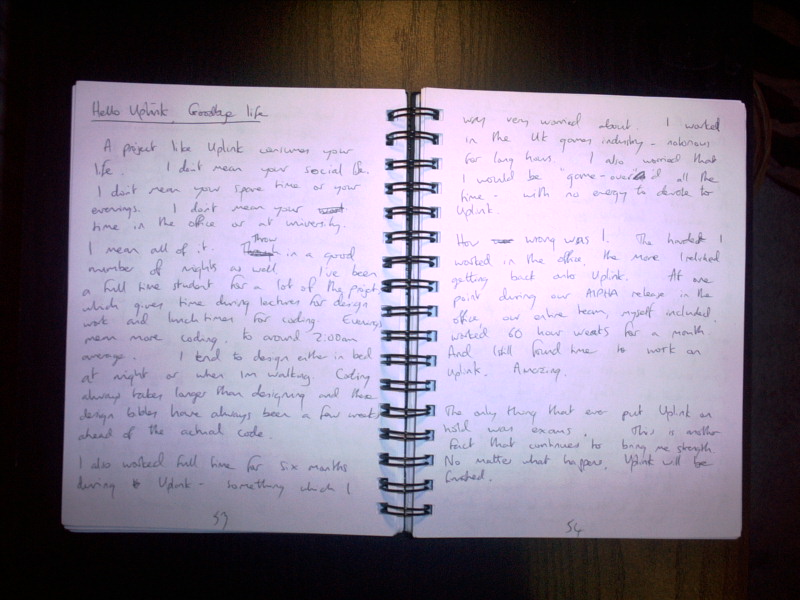 Hello Uplink, Goodbye life
A project like Uplink consumes your
life. I don't mean your social life.
I don't mean your spare time or your
evenings. I don't mean your
time in the office or at university.
I mean all of it. Throw in a good
number of nights as well. I've been
a full time student for a lot of the project
which gives time during lectures for design
work and lunch times for coding. Evenings
mean more coding, to around 2:00am
average. I tend to design either in bed
at night or when I'm walking. Coding
always takes longer than designing and these
design bibles have always been a few weeks
ahead of the actual code.
I also worked full time for six months
during Uplink - something which I
53
was very worried about. I worked
in the UK games industry - notorious
for long hours. I also worried that
I would be "game-over"d all the
time - with no energy to devote to
Uplink.
How wrong was I. The harder I
worked in the office, the more I relished
getting back onto Uplink. At one
point during our ALPHA release in the
office our entire team, myself included,
worked 60 hour weeks for a month.
And I still found time to work on
Uplink. Amazing.
The only thing that ever put Uplink on
hold was exams. This is another
fact that continues to bring me strength.
No matter what happens, Uplink will be
finished.
54